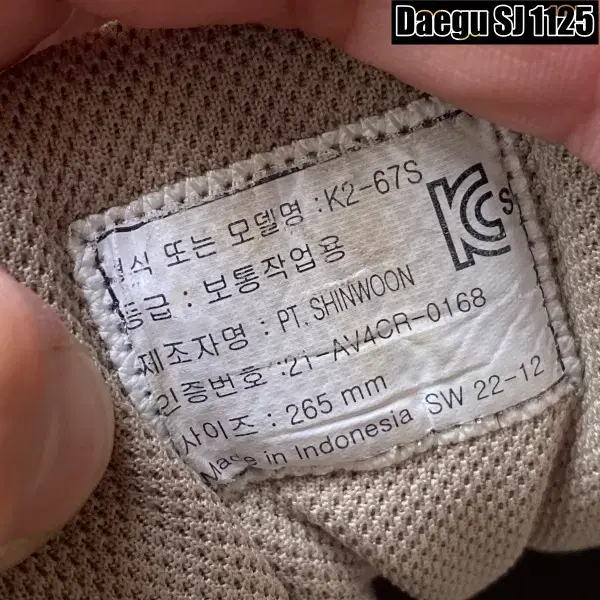 Daegu SJ 1125
형식 또는 모델명 : K2-67S
등급 : 보통작업용
제조자명 : PT. SHINWOON
인증번호 : 21-AV4CR-0168
사이즈 : 265 mm
Made in Indonesia SW 22-12
KCs